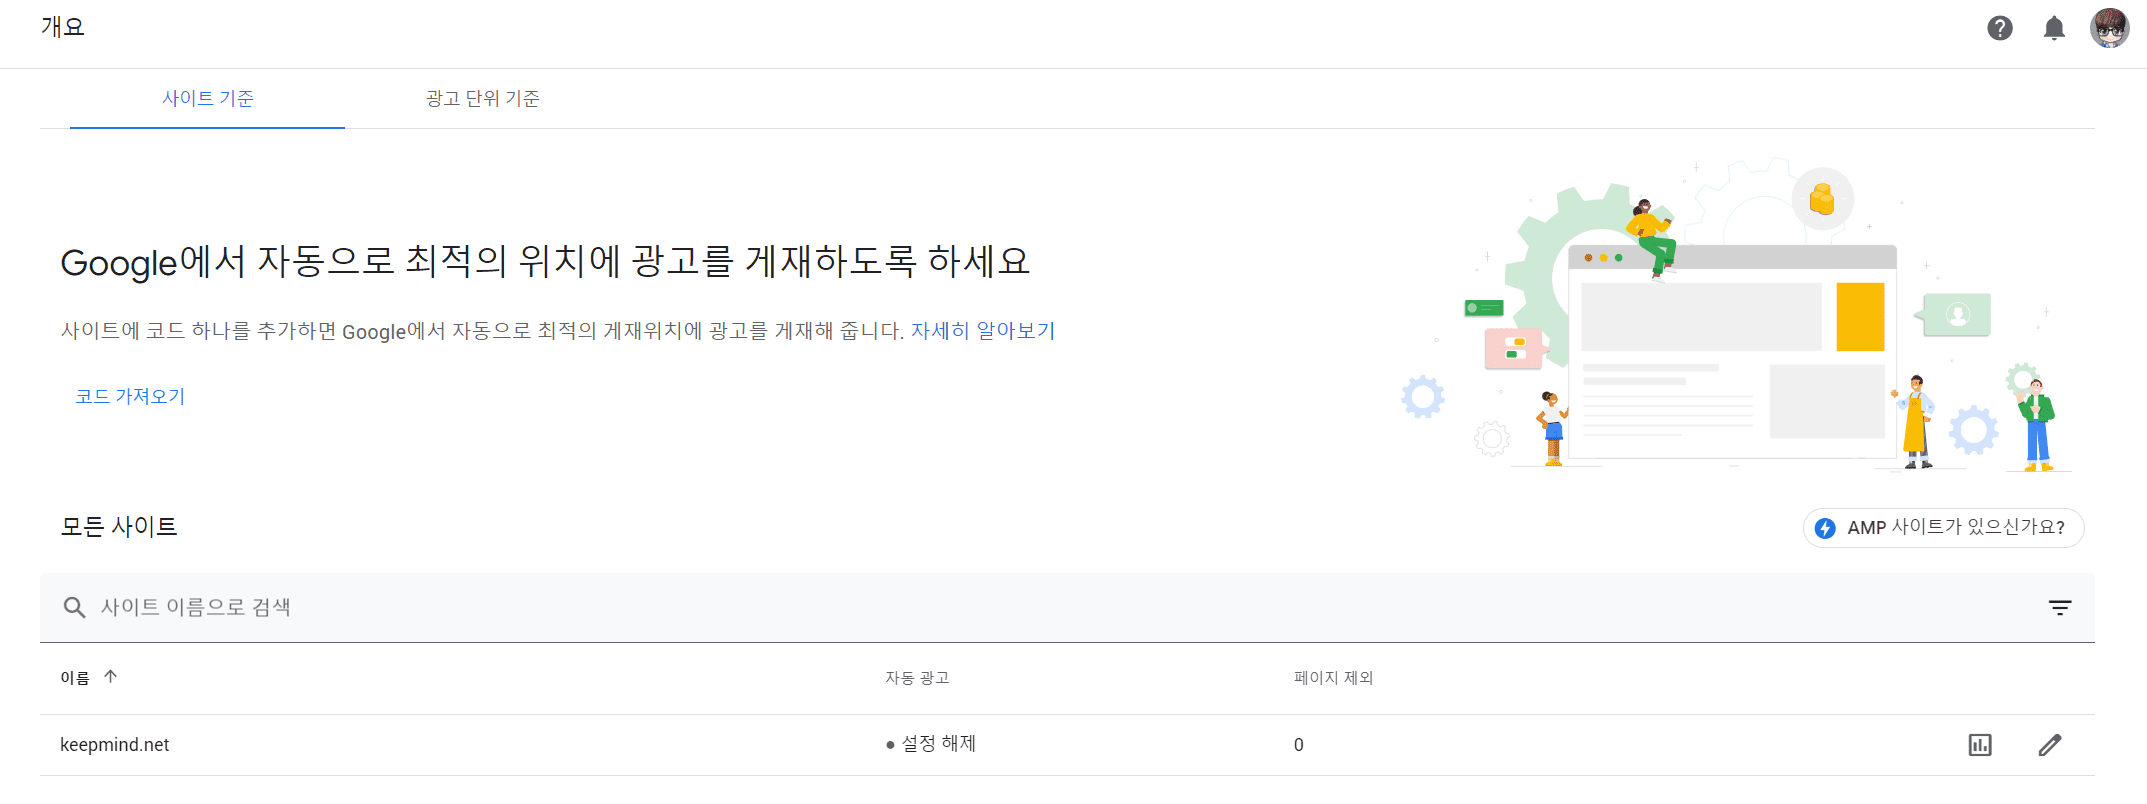 개요
사이트 기준
광고 단위 기준
Google에서 자동으로 최적의 위치에 광고를 게재하도록 하세요
사이트에 코드 하나를 추가하면 Google에서 자동으로 최적의 게재위치에 광고를 게재해 줍니다. 자세히 알아보기
코드 가져오기
모든 사이트
AMP 사이트가 있으신가요?
사이트 이름으로 검색
이름 자동 광고 페이지 제외
keepmind.net 설정 해제 0